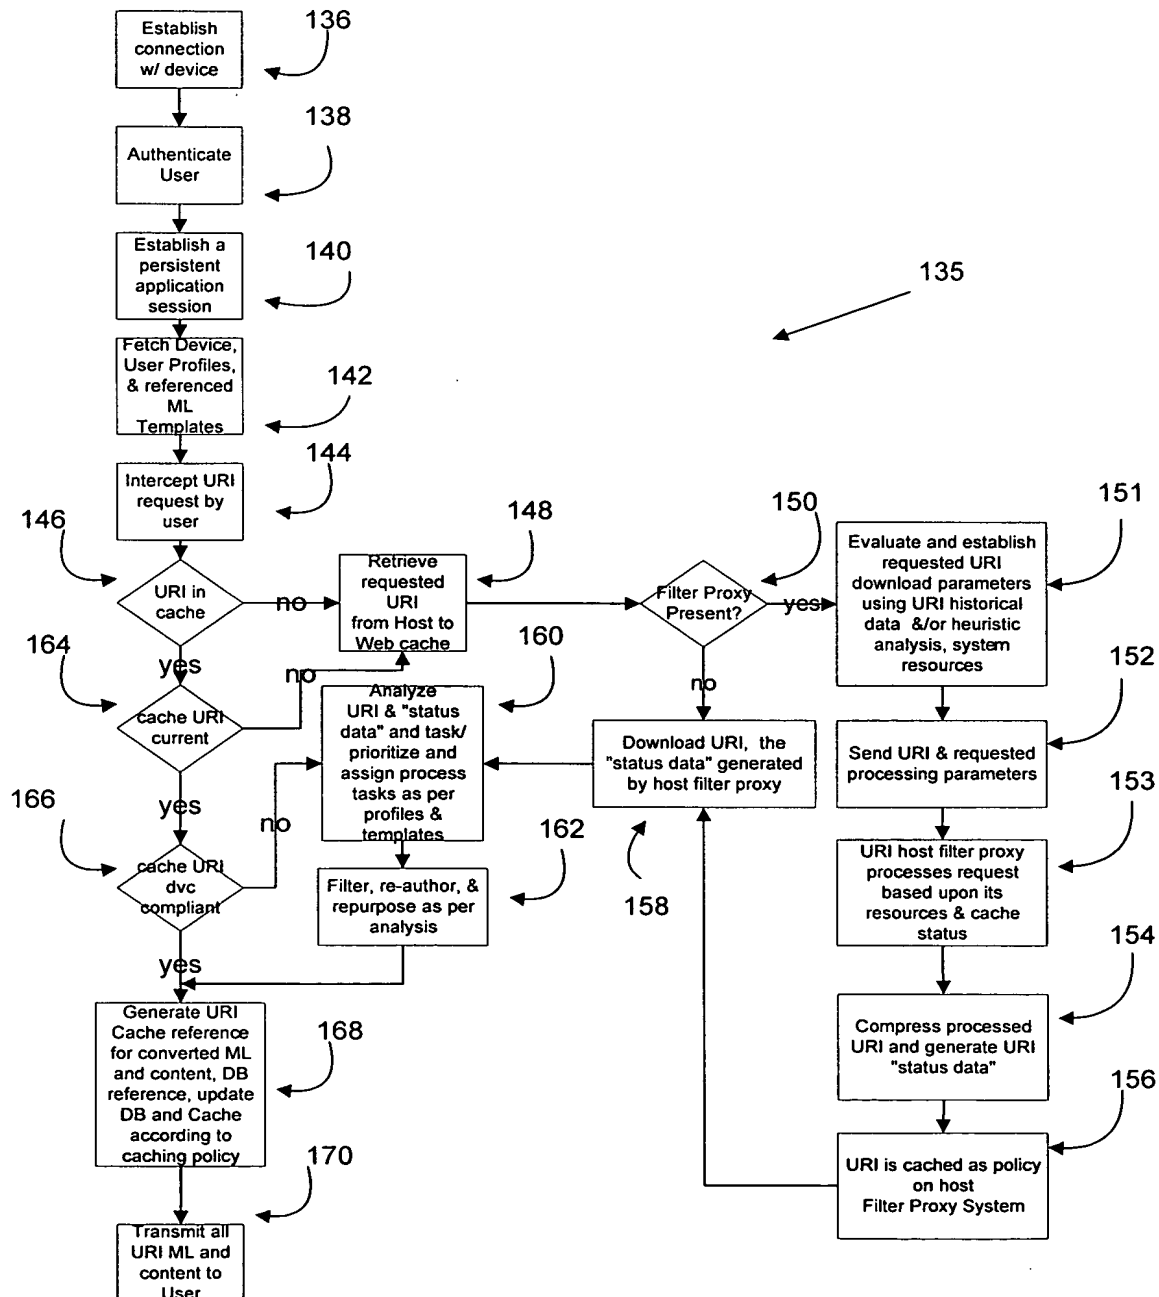 Establish
connection
w/ device
136
Authenticate
User
138
Establish a
persistent
application
session
140
135
Fetch Device,
User Profiles,
& referenced
ML
Templates
142
Intercept URI
request by
user
144
146
URI in
cache
no
yes
Retrieve
requested
URI
from Host to
Web cache
148
Filter Proxy
Present?
150
yes
no
Evaluate and establish
requested URI
download parameters
using URI historical
data &/or heuristic
analysis, system
resources
151
Send URI & requested
processing parameters
152
URI host filter proxy
processes request
based upon its
resources & cache
status
153
Compress processed
URI and generate URI
"status data"
154
URI is cached as policy
on host
Filter Proxy System
156
Download URI, the
"status data" generated
by host filter proxy
158
164
cache URI
current
no
yes
Analyze
URI & "status
data" and task/
prioritize and
assign process
tasks as per
profiles &
templates
160
166
cache URI
dvc
compliant
no
yes
Filter, re-author, &
repurpose as per
analysis
162
Generate URI
Cache reference
for converted ML
and content, DB
reference, update
DB and Cache
according to
caching policy
168
Transmit all
URI ML and
content to
User
170